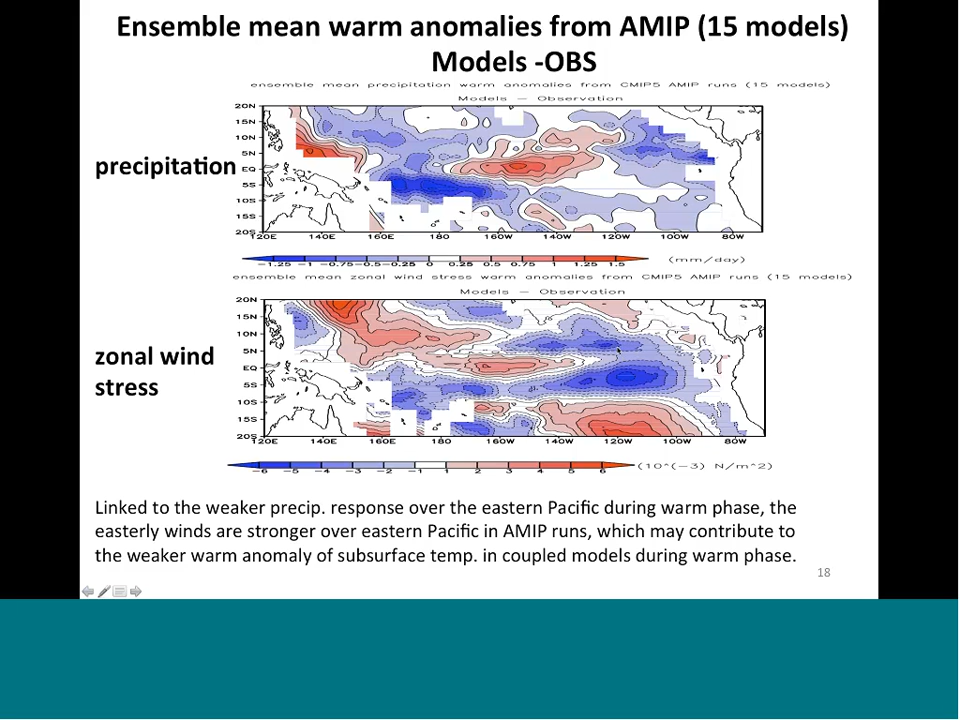 Ensemble mean warm anomalies from AMIP (15 models)
Models -OBS
ensemble mean precipitation warm anomalies from CMIP5 AMIP runs (15 models)
Models — Observation
precipitation
20N
15N
10N
5N
EQ
5S
10S
15S
20S
120E 140E 160E 180 160W 140W 120W 100W 80W
-1.25 -1 -0.75 -0.5 -0.25 0 0.25 0.5 0.75 1.25 1.5
(mm/day)
ensemble mean zonal wind stress warm anomalies from CMIP5 AMIP runs (15 models)
Models — Observation
zonal wind
stress
20N
15N
10N
5N
EQ
5S
10S
15S
20S
120E 140E 160E 180 160W 140W 120W 100W 80W
-6 -5 -4 -3 -2 -1 1 2 3 4 5 6
(10^(-3) N/m^2)
Linked to the weaker precip. response over the eastern Pacific during warm phase, the
easterly winds are stronger over eastern Pacific in AMIP runs, which may contribute to
the weaker warm anomaly of subsurface temp. in coupled models during warm phase.
18